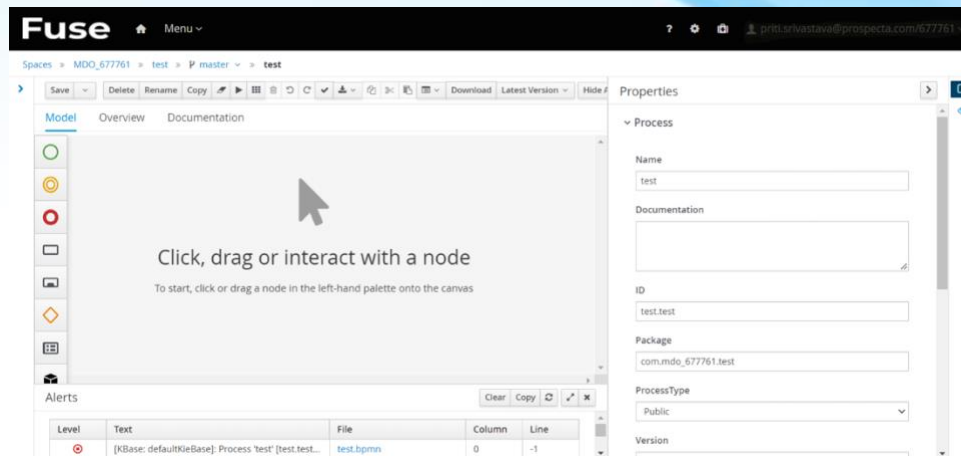 Fuse Menu ? priti.srivastava@prospecta.com/677761
Spaces » MDO_677761 » test » master » test
Save Delete Rename Copy Download Latest Version Hide
Properties
Model Overview Documentation
Process
Name
test
Documentation
Click, drag or interact with a node
To start, click or drag a node in the left-hand palette onto the canvas
ID
test.test
Package
com.mdo_677761.test
Alerts
Clear Copy
ProcessType
Public
Level Text File Column Line
[KBase: defaultKieBase]: Process 'test' [test.test... test.bpmn 0 -1
Version